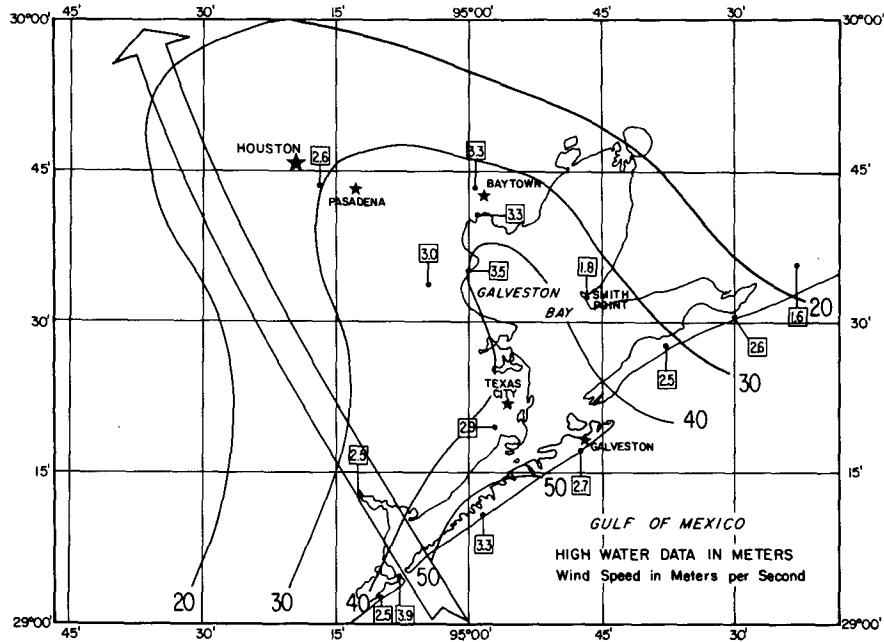 45' 30' 15' 95°00' 45' 30'
30°00' 30°00'
HOUSTON
2.6
3.3
45' 45'
BAYTOWN
PASADENA
3.3
3.0
3.5
1.8
GALVESTON
SMITH
POINT
BAY
1.6
20
30' 30'
2.6
2.5
30
TEXAS
CITY
40
2.9
GALVESTON
2.5
15' 15'
50
2.7
3.3
GULF OF MEXICO
HIGH WATER DATA IN METERS
Wind Speed in Meters per Second
50
20
30
40
2.5
3.9
29°00' 29°00'
45' 30' 15' 95°00' 45' 30'